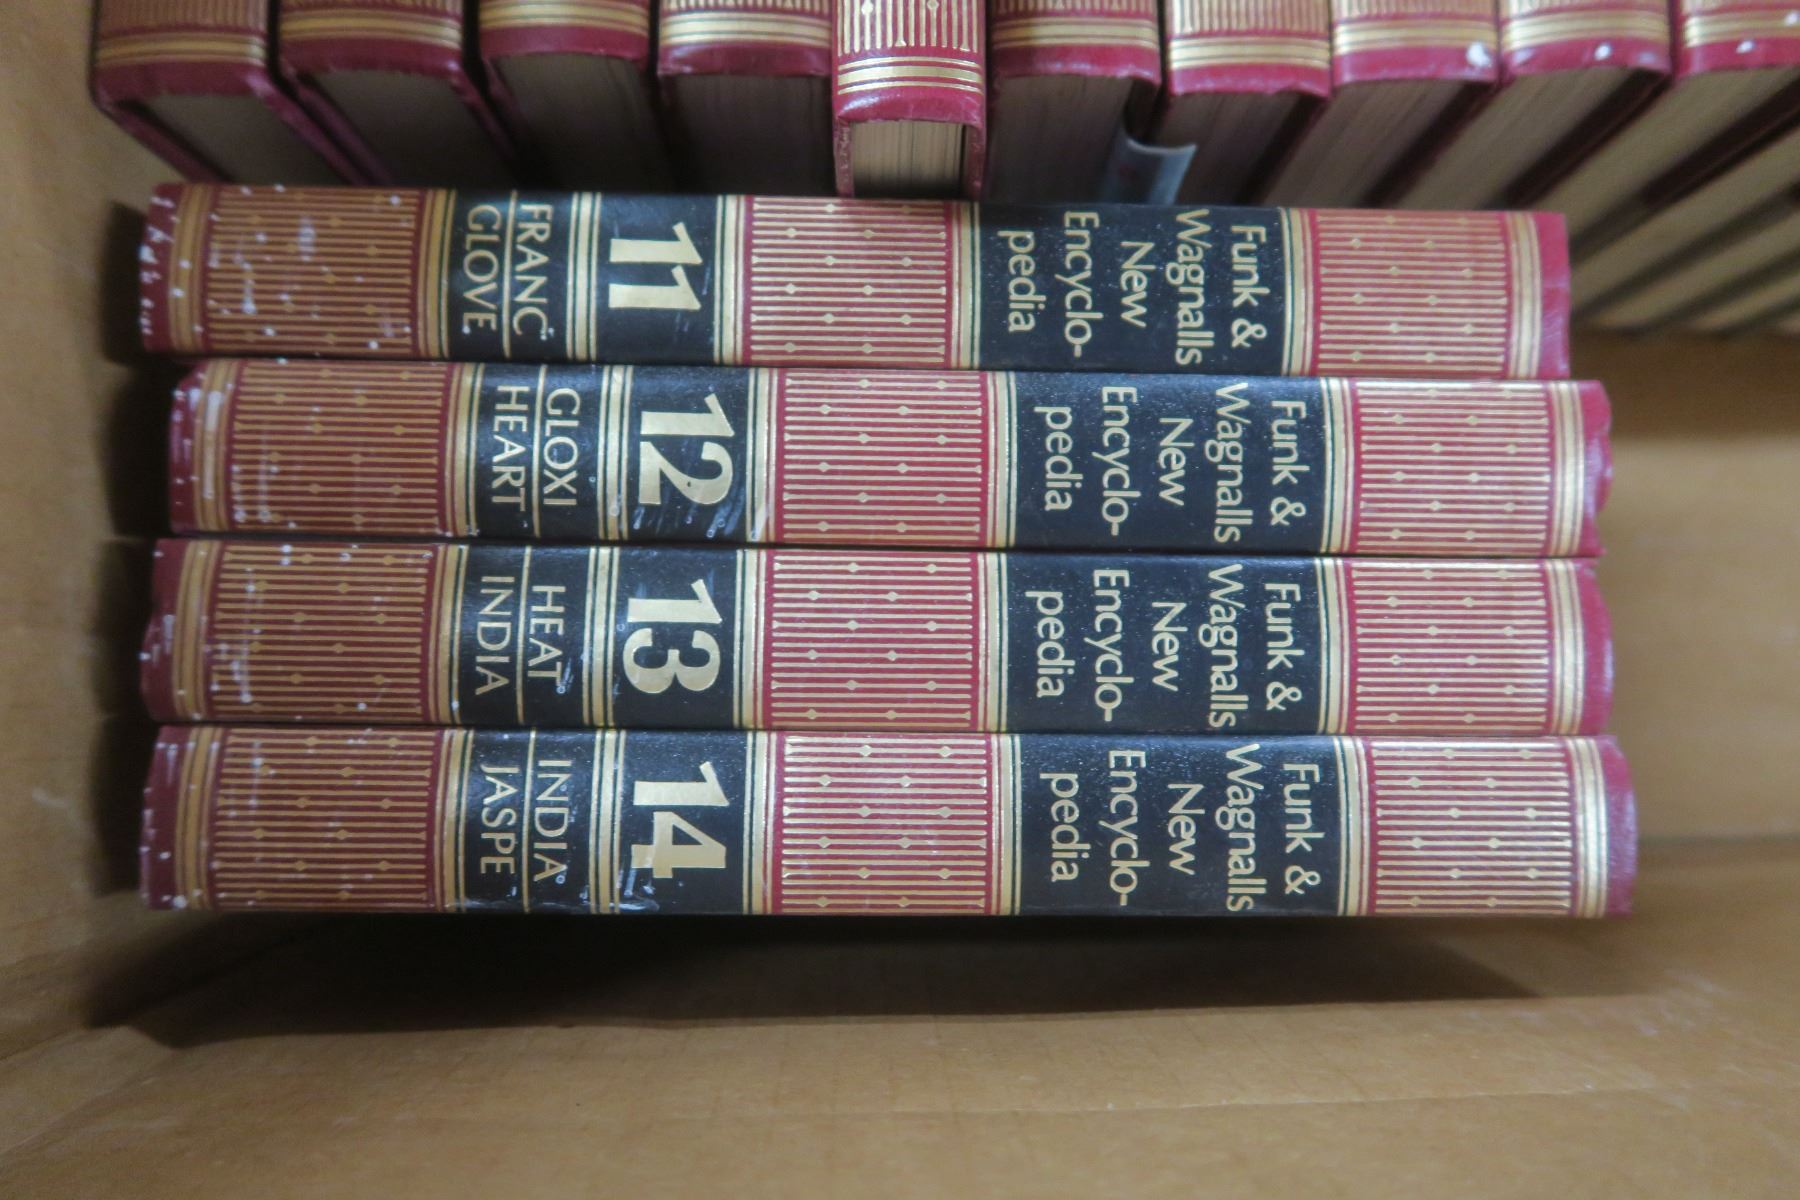 Funk &
Wagnalls
New
Encyclo-
pedia
11
FRANC
GLOVE
Funk &
Wagnalls
New
Encyclo-
pedia
12
GLOXI
HEART
Funk &
Wagnalls
New
Encyclo-
pedia
13
HEAT
INDIA
Funk &
Wagnalls
New
Encyclo-
pedia
14
INDIA
JASPE